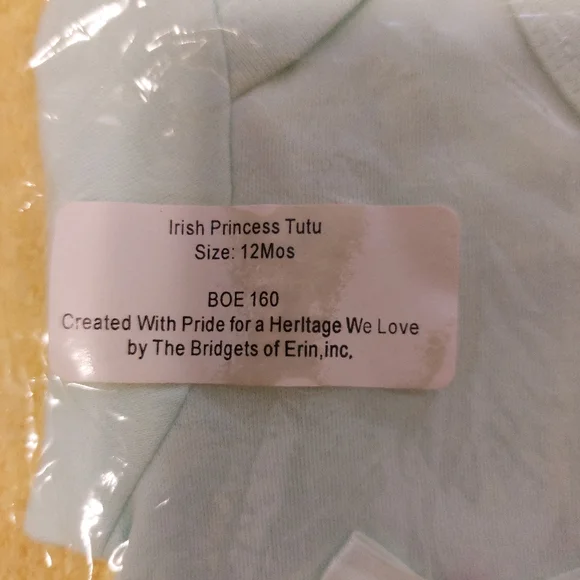 Irish Princess Tutu
Size: 12Mos
BOE 160
Created With Pride for a HerItage We Love
by The Bridgets of Erin,inc.